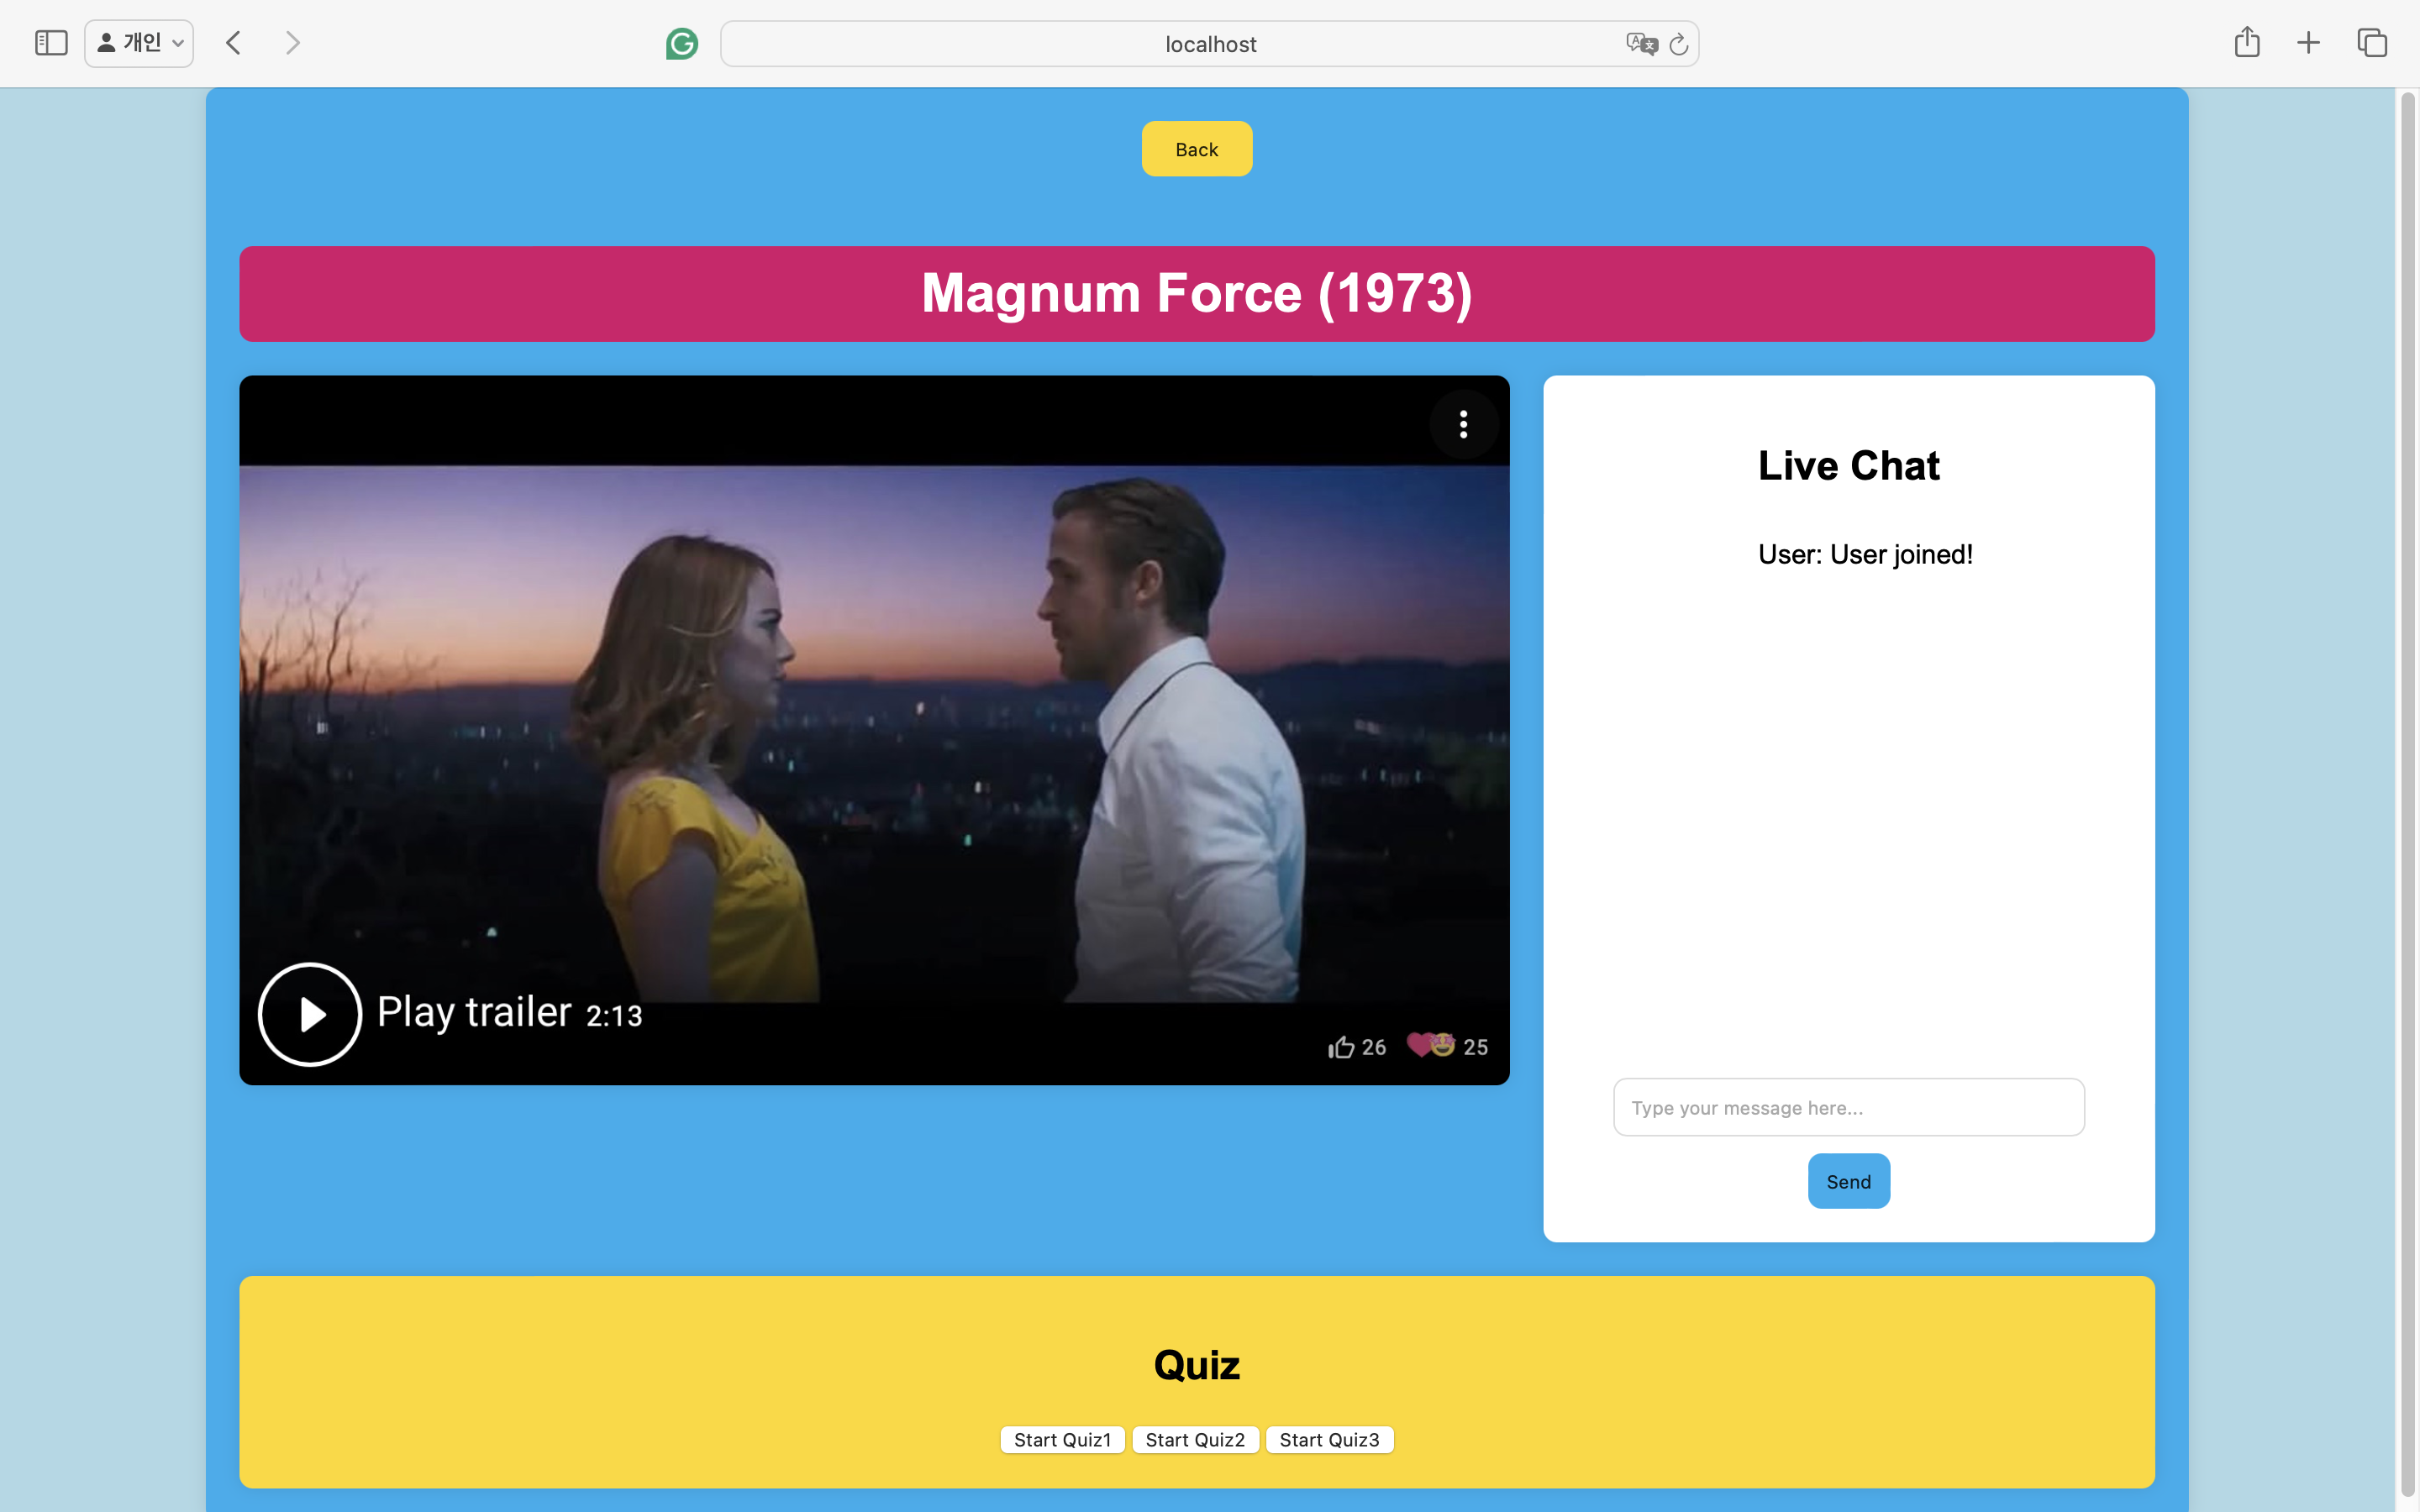 개인
localhost
Back
Magnum Force (1973)
Live Chat
User: User joined!
Play trailer 2:13
26 25
Type your message here...
Send
Quiz
Start Quiz1 Start Quiz2 Start Quiz3